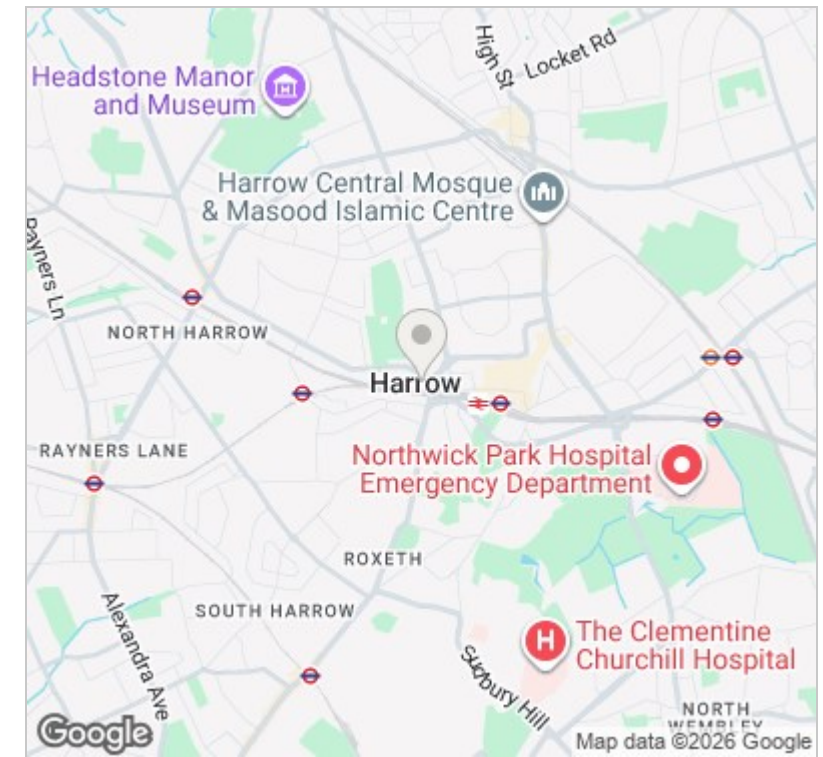 High St
Locket Rd
Headstone Manor
and Museum
Harrow Central Mosque
& Masood Islamic Centre
Rayners Ln
NORTH HARROW
Harrow
RAYNERS LANE
Northwick Park Hospital
Emergency Department
ROXETH
SOUTH HARROW
Alexandra Ave
Sudbury Hill
H
The Clementine
Churchill Hospital
NORTH
WEMBLEY
Google
Map data ©2026 Google